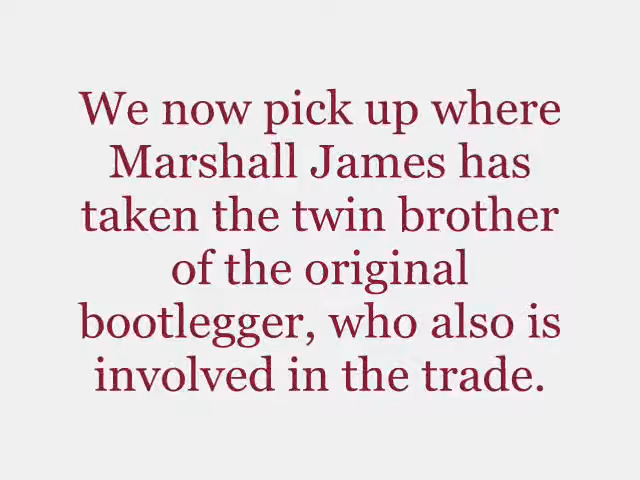 We now pick up where
Marshall James has
taken the twin brother
of the original
bootlegger, who also is
involved in the trade.